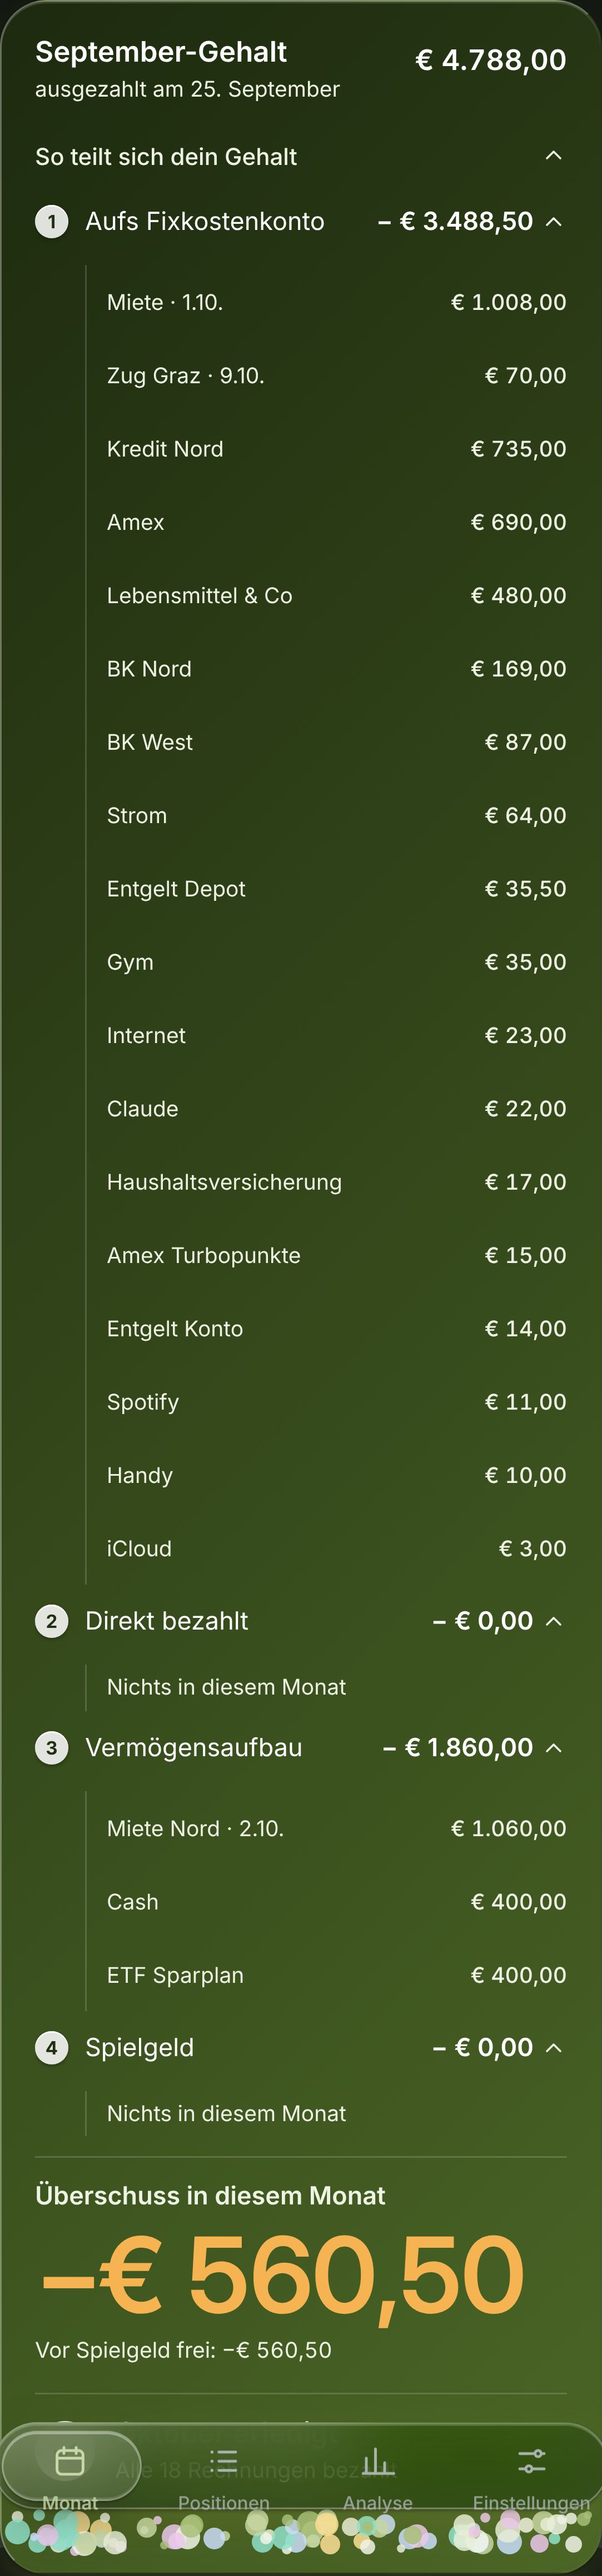 September-Gehalt
€ 4.788,00
ausgezahlt am 25. September
So teilt sich dein Gehalt
1 Aufs Fixkostenkonto – € 3.488,50
Miete · 1.10. € 1.008,00
Zug Graz · 9.10. € 70,00
Kredit Nord € 735,00
Amex € 690,00
Lebensmittel & Co € 480,00
BK Nord € 169,00
BK West € 87,00
Strom € 64,00
Entgelt Depot € 35,50
Gym € 35,00
Internet € 23,00
Claude € 22,00
Haushaltsversicherung € 17,00
Amex Turbopunkte € 15,00
Entgelt Konto € 14,00
Spotify € 11,00
Handy € 10,00
iCloud € 3,00
2 Direkt bezahlt – € 0,00
Nichts in diesem Monat
3 Vermögensaufbau – € 1.860,00
Miete Nord · 2.10. € 1.060,00
Cash € 400,00
ETF Sparplan € 400,00
4 Spielgeld – € 0,00
Nichts in diesem Monat
Überschuss in diesem Monat
–€ 560,50
Vor Spielgeld frei: –€ 560,50
Alle 18 Rechnungen bezahlt
Monat Positionen Analyse Einstellungen